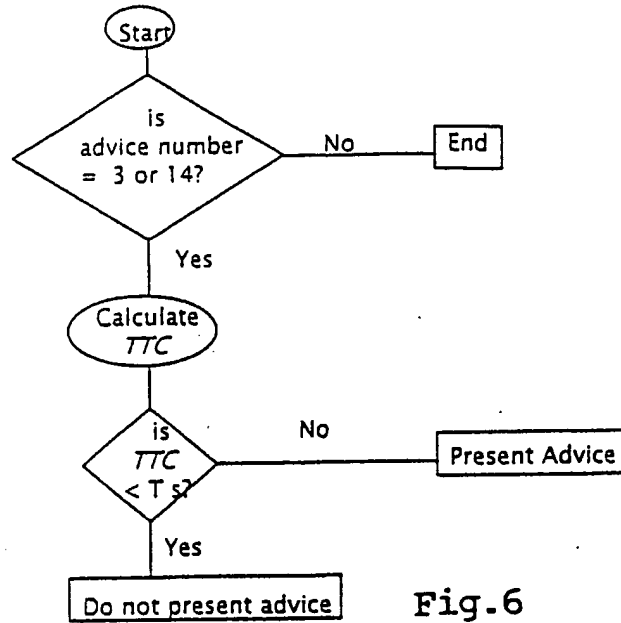 Start
is
advice number
= 3 or 14?
No
End
Yes
Calculate
TTC
is
TTC
< T s?
No
Present Advice
Yes
Do not present advice
Fig.6